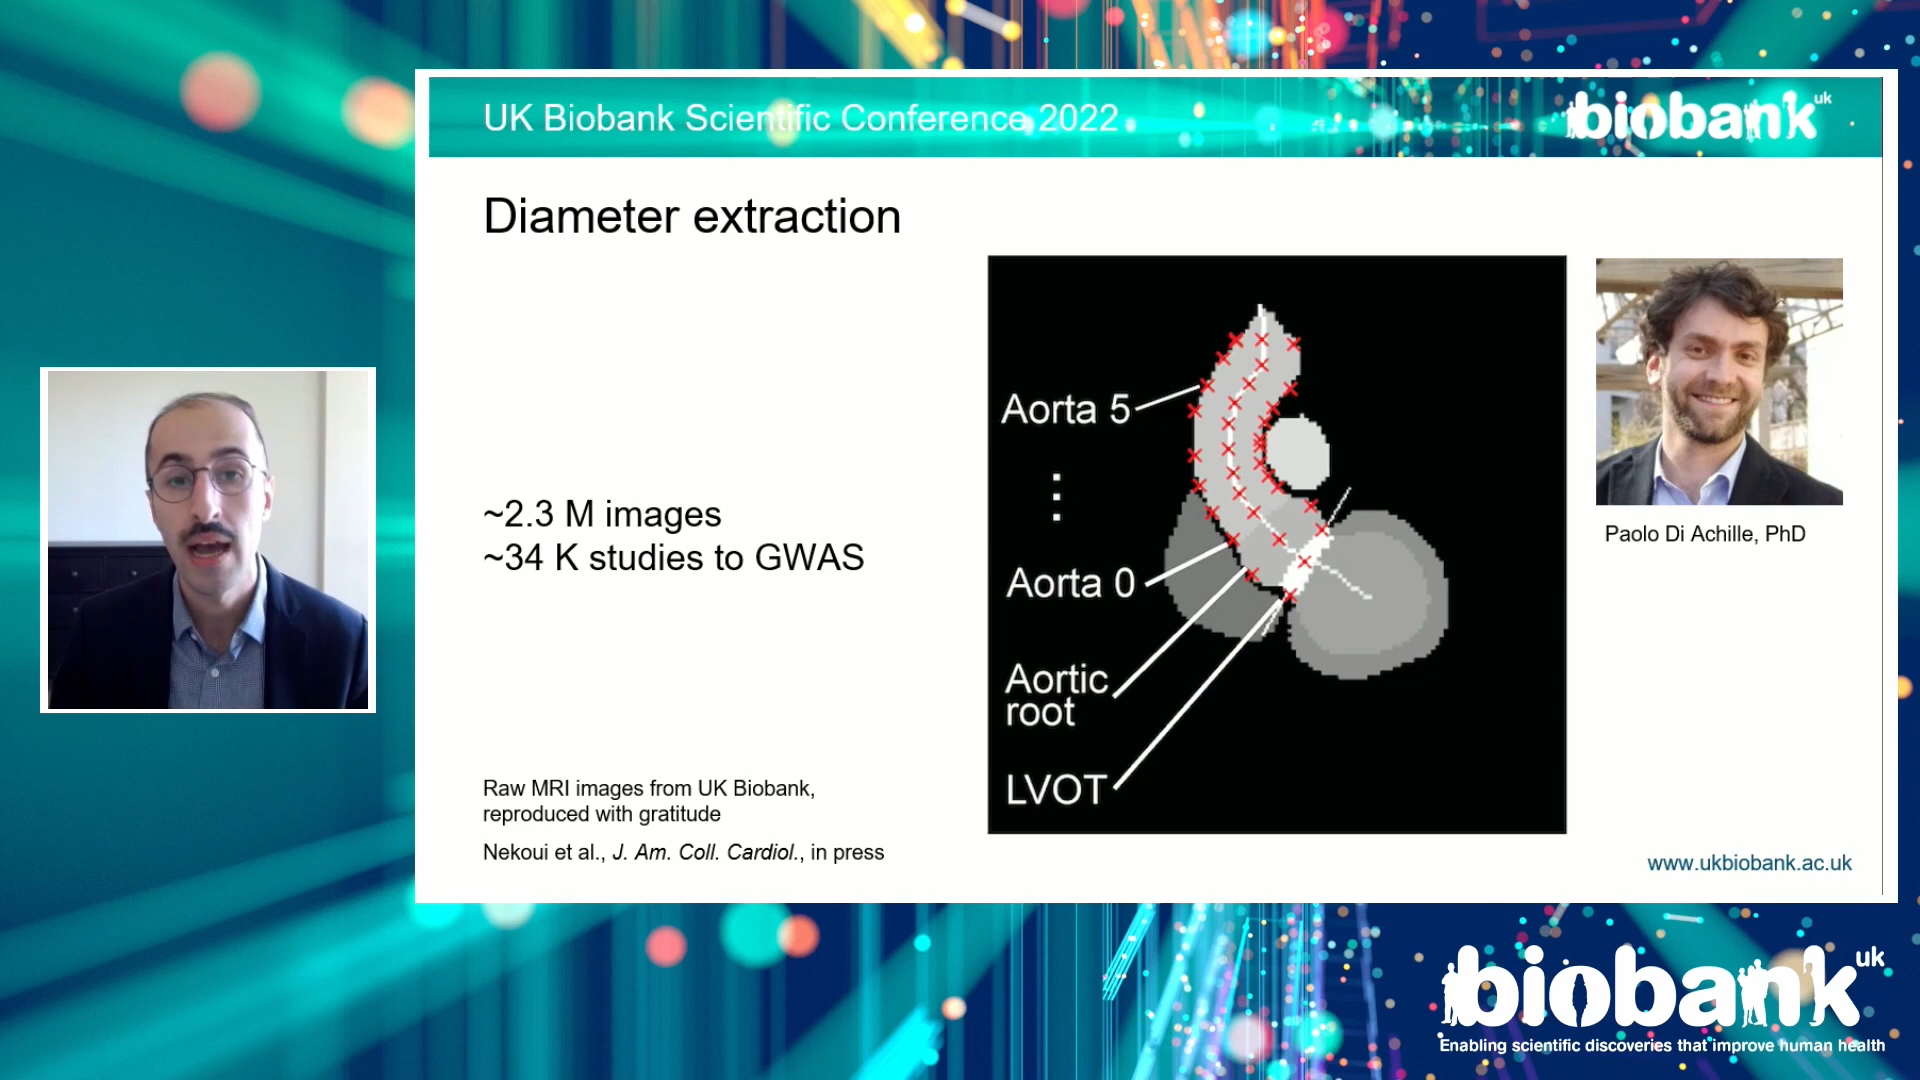 UK Biobank Scientific Conference 2022
biobank uk
Diameter extraction
~2.3 M images
~34 K studies to GWAS
Aorta 5
Aorta 0
Aortic
root
LVOT
Paolo Di Achille, PhD
Raw MRI images from UK Biobank,
reproduced with gratitude
Nekoui et al., J. Am. Coll. Cardiol., in press
www.ukbiobank.ac.uk
biobank uk
Enabling scientific discoveries that improve human health